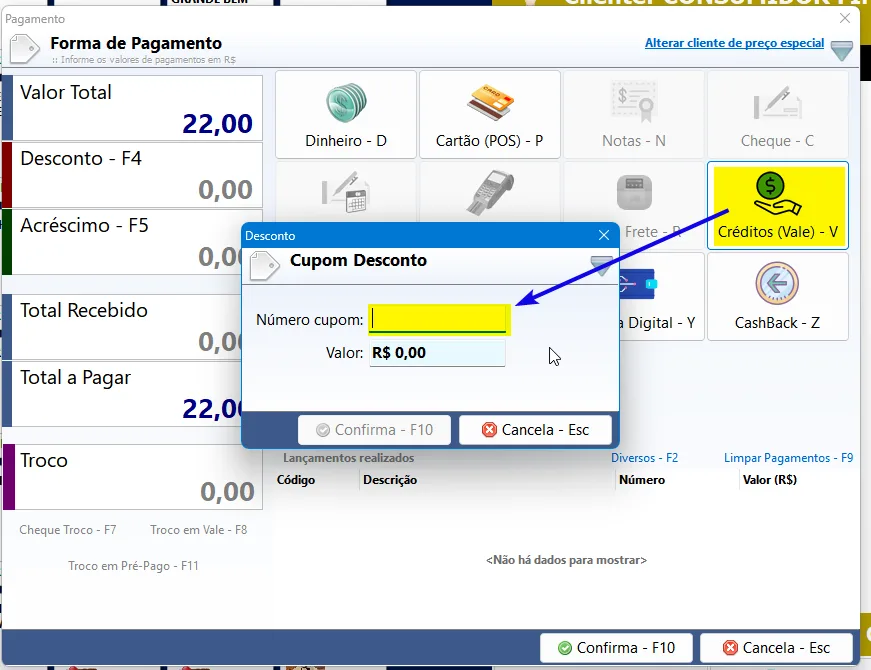 Pagamento
Forma de Pagamento
:: Informe os valores de pagamentos em R$
Alterar cliente de preço especial
Valor Total
22,00
Desconto - F4
0,00
Acréscimo - F5
0,0
Total Recebido
0,0
Total a Pagar
22,0
Troco
0,00
Cheque Troco - F7
Troco em Vale - F8
Troco em Pré-Pago - F11
Dinheiro - D
Cartão (POS) - P
Notas - N
Cheque - C
Frete - R
Créditos (Vale) - V
a Digital - Y
CashBack - Z
Desconto
Cupom Desconto
Número cupom:
Valor: R$ 0,00
Confirma - F10
Cancela - Esc
Lançamentos realizados
Diversos - F2
Limpar Pagamentos - F9
Código Descrição Número Valor (R$)
<Não há dados para mostrar>
Confirma - F10
Cancela - Esc